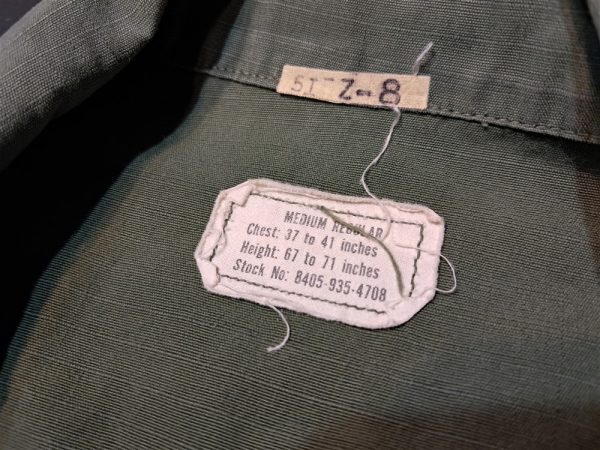 Z-8
MEDIUM REGULAR
Chest: 37 to 41 inches
Height: 67 to 71 inches
Stock No: 8405-935-4708